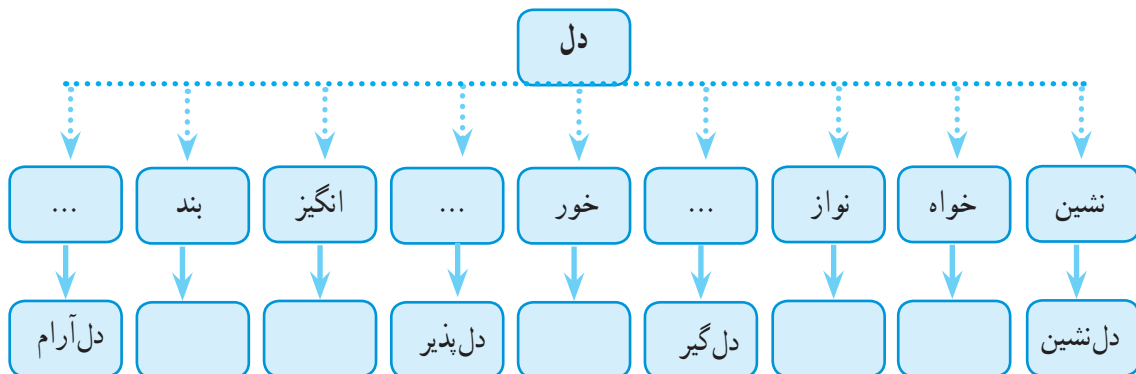 دل
نشین خواه نواز ... خور ... انگیز بند ...
دل‌نشین دل‌گیر دل‌پذیر دل‌آرام